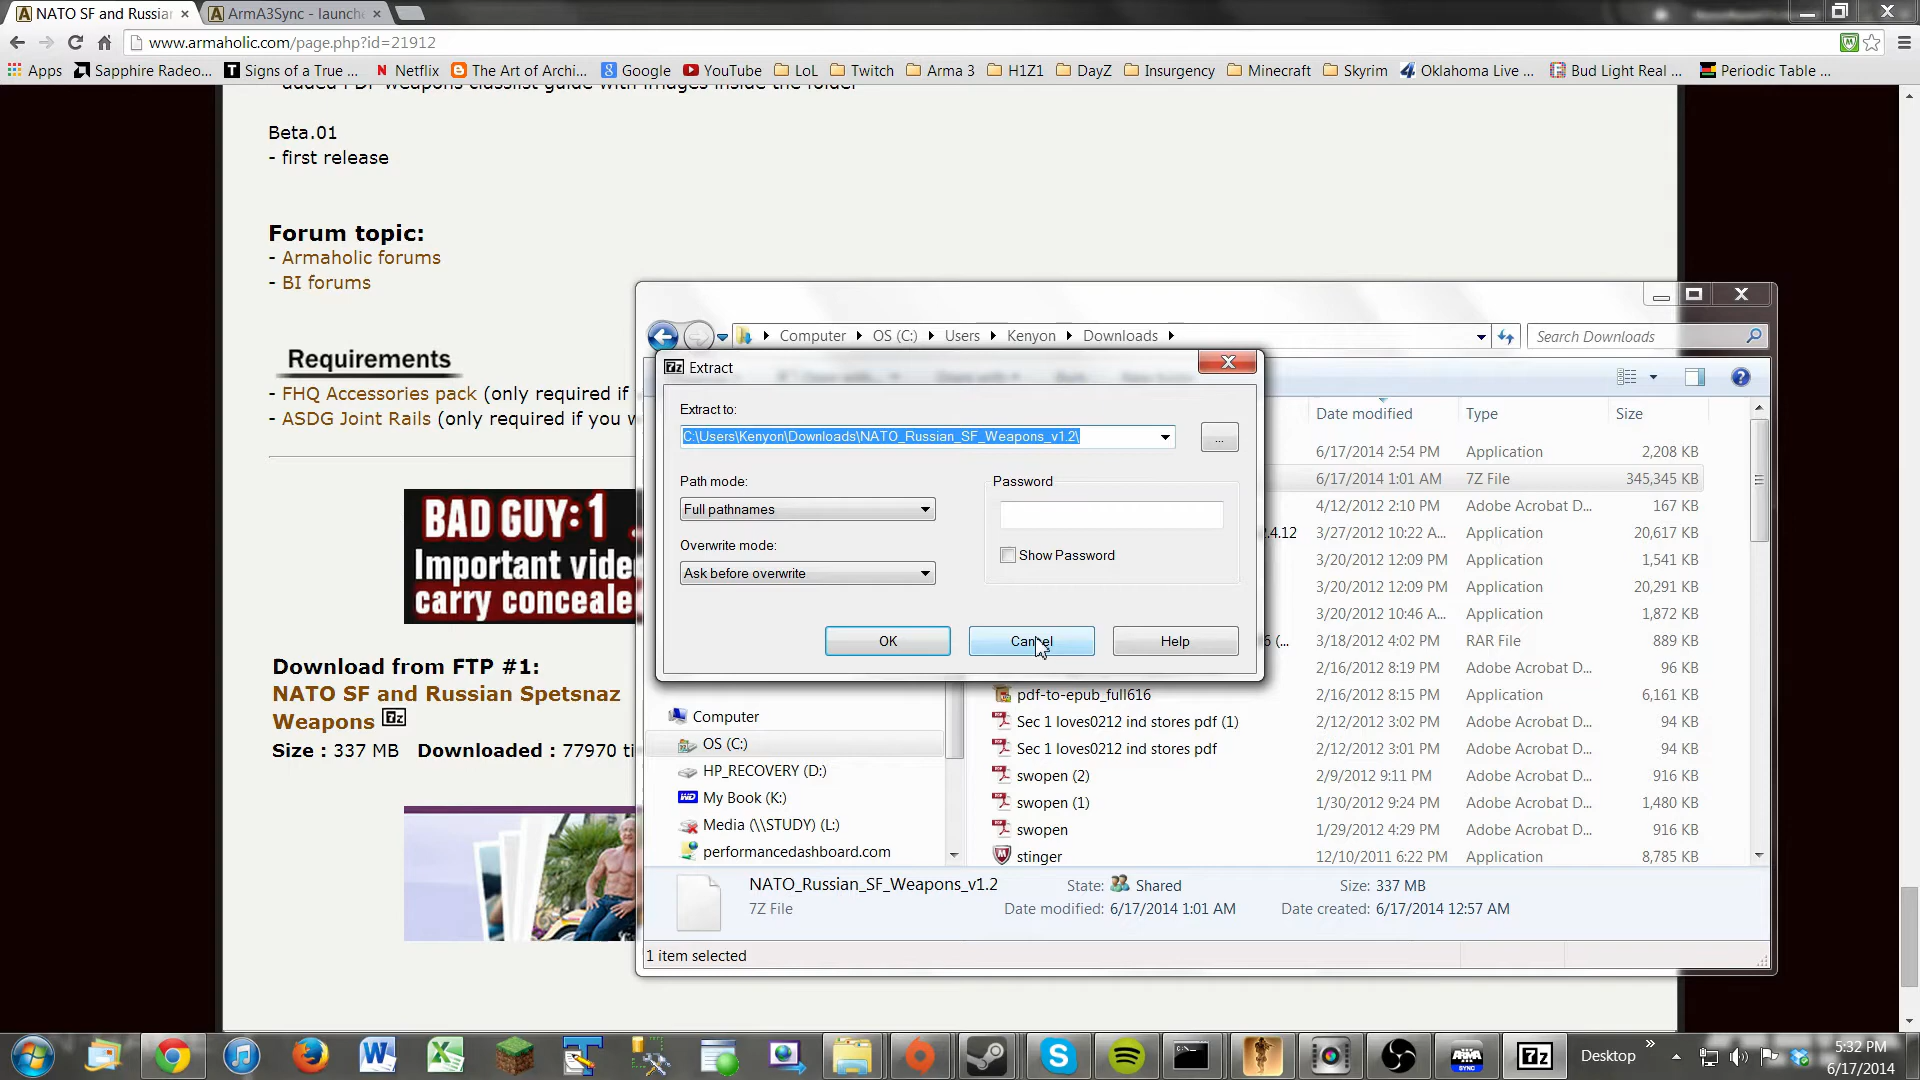 NATO SF and Russia
ArmA3Sync - launch
www.armaholic.com/page.php?id=21912
Apps Sapphire Radeo... Signs of a True ... Netflix The Art of Archi... Google YouTube LoL Twitch Arma 3 H1Z1 DayZ Insurgency Minecraft Skyrim Oklahoma Live ... Bud Light Real ... Periodic Table ...
- added PDF weapons classlist guide with images inside the folder
Beta.01
- first release
Forum topic:
- Armaholic forums
- BI forums
Requirements
- FHQ Accessories pack (only required if
- ASDG Joint Rails (only required if you w
BAD GUY: 1
Important vide
carry conceale
Download from FTP #1:
NATO SF and Russian Spetsnaz
Weapons 7z
Size : 337 MB Downloaded : 77970 ti
Computer OS (C:) Users Kenyon Downloads
Search Downloads
7z Extract
Extract to:
C:\Users\Kenyon\Downloads\NATO_Russian_SF_Weapons_v1.2\
...
Path mode:
Full pathnames
Overwrite mode:
Ask before overwrite
Password
Show Password
OK Cancel Help
Date modified Type Size
6/17/2014 2:54 PM Application 2,208 KB
6/17/2014 1:01 AM 7Z File 345,345 KB
4/12/2012 2:10 PM Adobe Acrobat D... 167 KB
.4.12 3/27/2012 10:22 A... Application 20,617 KB
3/20/2012 12:09 PM Application 1,541 KB
3/20/2012 12:09 PM Application 20,291 KB
3/20/2012 10:46 A... Application 1,872 KB
6 (... 3/18/2012 4:02 PM RAR File 889 KB
2/16/2012 8:19 PM Adobe Acrobat D... 96 KB
pdf-to-epub_full616 2/16/2012 8:15 PM Application 6,161 KB
Sec 1 loves0212 ind stores pdf (1) 2/12/2012 3:02 PM Adobe Acrobat D... 94 KB
Sec 1 loves0212 ind stores pdf 2/12/2012 3:01 PM Adobe Acrobat D... 94 KB
swopen (2) 2/9/2012 9:11 PM Adobe Acrobat D... 916 KB
swopen (1) 1/30/2012 9:24 PM Adobe Acrobat D... 1,480 KB
swopen 1/29/2012 4:29 PM Adobe Acrobat D... 916 KB
stinger 12/10/2011 6:22 PM Application 8,785 KB
Computer
OS (C:)
HP_RECOVERY (D:)
My Book (K:)
Media (\\STUDY) (L:)
performancedashboard.com
NATO_Russian_SF_Weapons_v1.2 State: Shared Size: 337 MB
7Z File Date modified: 6/17/2014 1:01 AM Date created: 6/17/2014 12:57 AM
1 item selected
Desktop
5:32 PM
6/17/2014